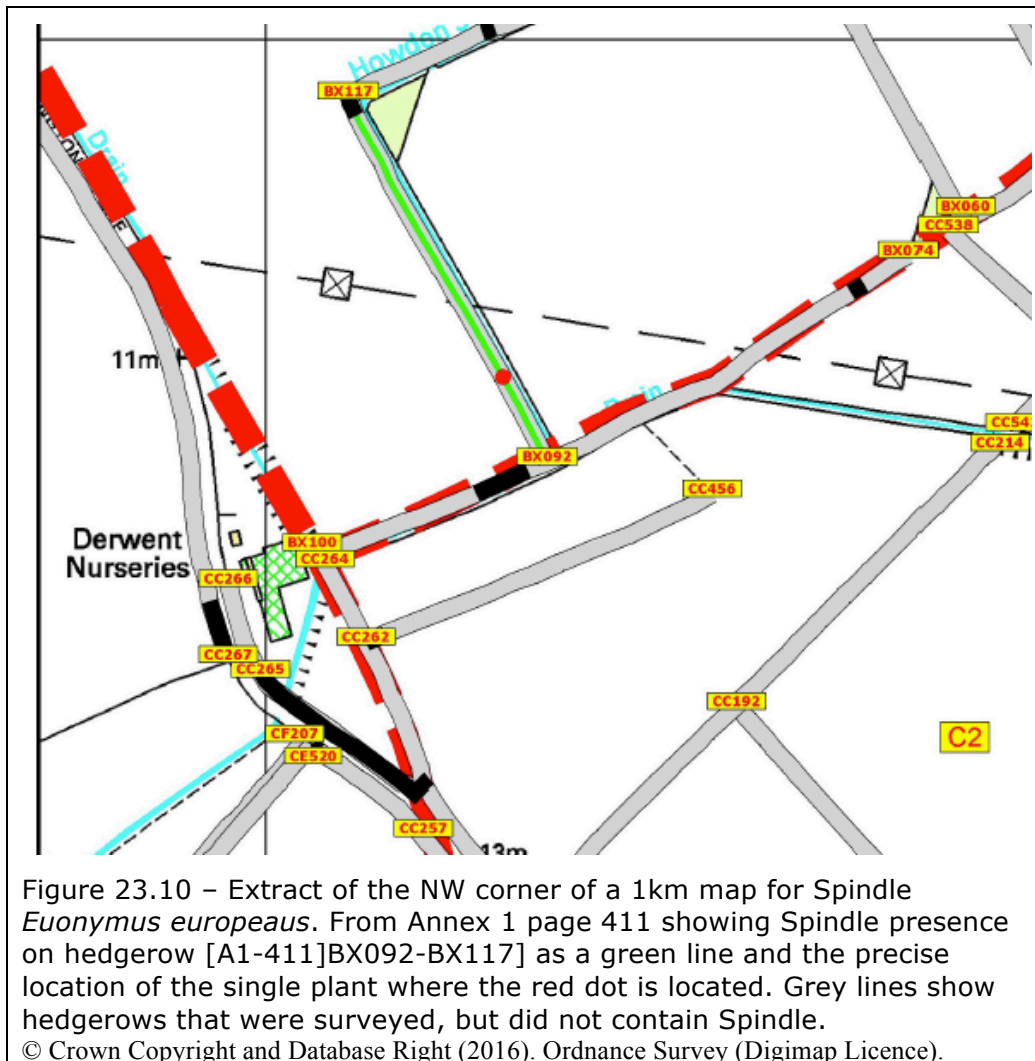 Howden
BX117
Drain
BX060
CC538
BX074
11m
Drain
CC54
CC214
BX092
CC456
BX100
CC264
Derwent
Nurseries
CC266
CC262
CC267
CC265
CC192
CF207
C2
CE520
CC257
13m
Figure 23.10 – Extract of the NW corner of a 1km map for Spindle
Euonymus europeaus. From Annex 1 page 411 showing Spindle presence
on hedgerow [A1-411]BX092-BX117] as a green line and the precise
location of the single plant where the red dot is located. Grey lines show
hedgerows that were surveyed, but did not contain Spindle.
© Crown Copyright and Database Right (2016). Ordnance Survey (Digimap Licence).